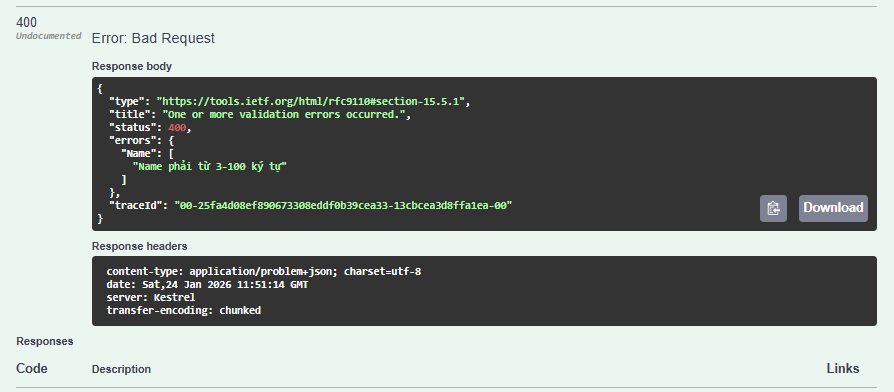 400
Undocumented
Error: Bad Request
Response body
{
"type": "https://tools.ietf.org/html/rfc9110#section-15.5.1",
"title": "One or more validation errors occurred.",
"status": 400,
"errors": {
"Name": [
"Name phải từ 3-100 ký tự"
]
},
"traceId": "00-25fa4d08ef890673308eddf0b39cea33-13cbcea3d8ffa1ea-00"
}
Download
Response headers
content-type: application/problem+json; charset=utf-8
date: Sat,24 Jan 2026 11:51:14 GMT
server: Kestrel
transfer-encoding: chunked
Responses
Code Description Links